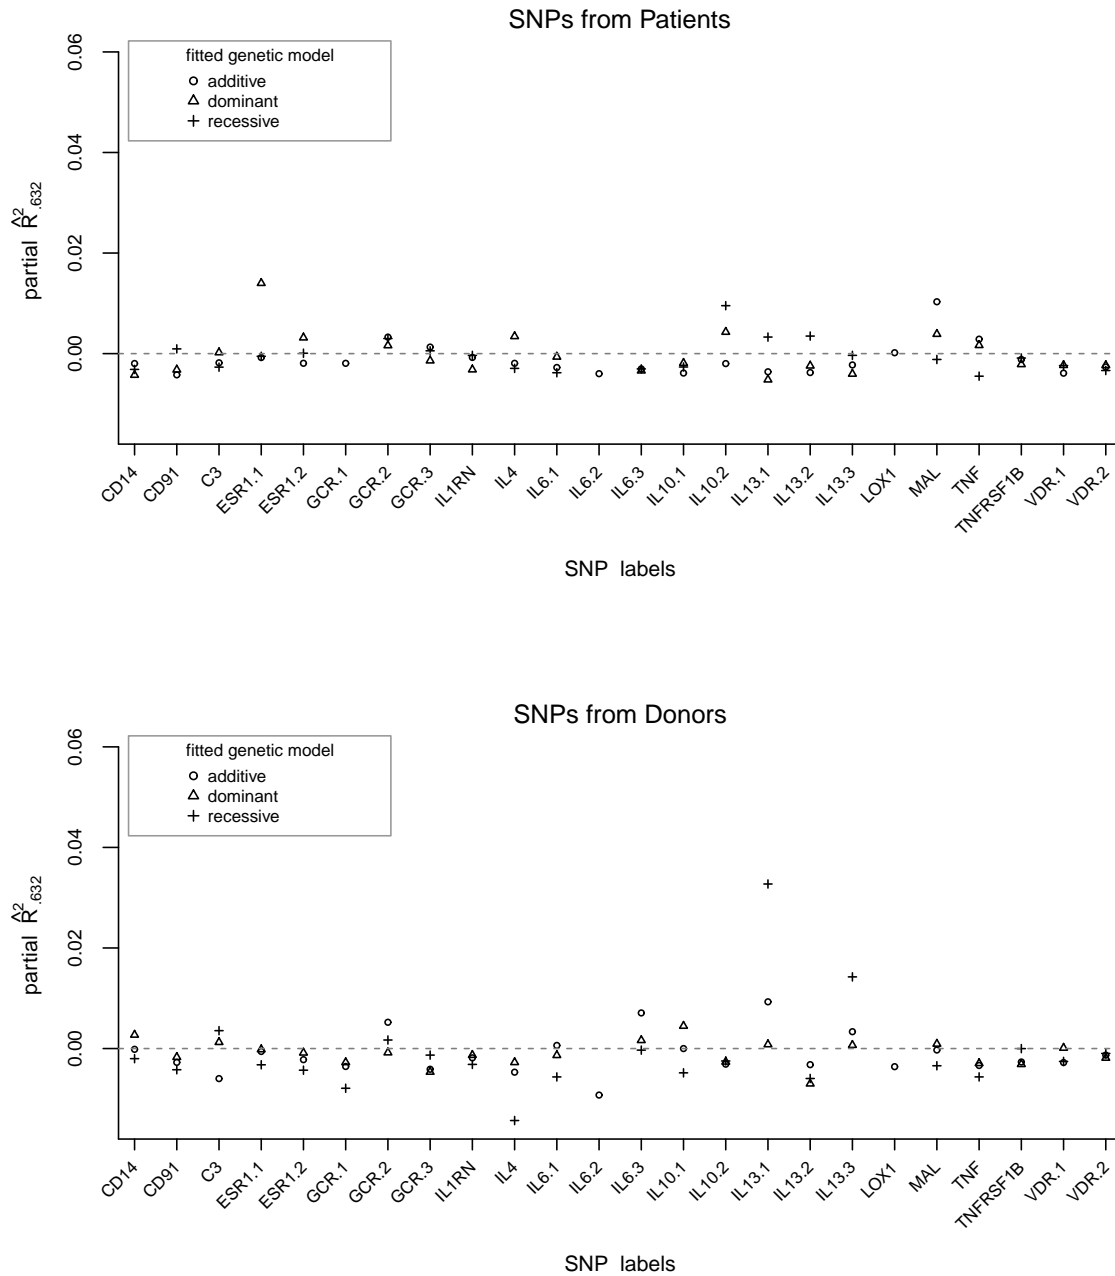 SNPs from Patients
fitted genetic model
additive
dominant
recessive
0.06
0.04
0.02
0.00
partial R̂².632
CD14
CD91
C3
ESR1.1
ESR1.2
GCR.1
GCR.2
GCR.3
IL1RN
IL4
IL6.1
IL6.2
IL6.3
IL10.1
IL10.2
IL13.1
IL13.2
IL13.3
LOX1
MAL
TNF
TNFRSF1B
VDR.1
VDR.2
SNP labels
SNPs from Donors
fitted genetic model
additive
dominant
recessive
0.06
0.04
0.02
0.00
partial R̂².632
CD14
CD91
C3
ESR1.1
ESR1.2
GCR.1
GCR.2
GCR.3
IL1RN
IL4
IL6.1
IL6.2
IL6.3
IL10.1
IL10.2
IL13.1
IL13.2
IL13.3
LOX1
MAL
TNF
TNFRSF1B
VDR.1
VDR.2
SNP labels